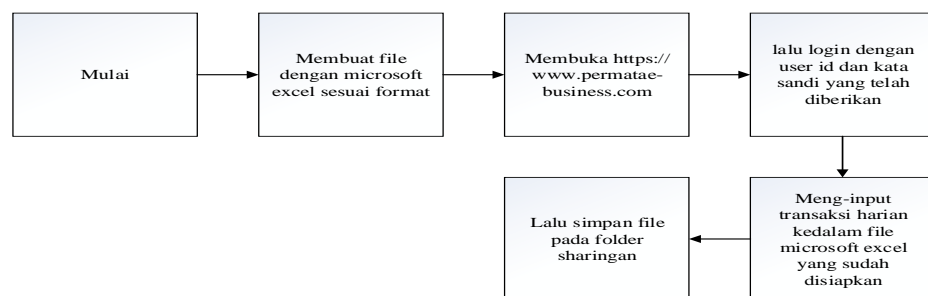 Mulai
Membuat file
dengan microsoft
excel sesuai format
Membuka https://
www.permatae-
business.com
lalu login dengan
user id dan kata
sandi yang telah
diberikan
Meng-input
transaksi harian
kedalam file
microsoft excel
yang sudah
disiapkan
Lalu simpan file
pada folder
sharingan